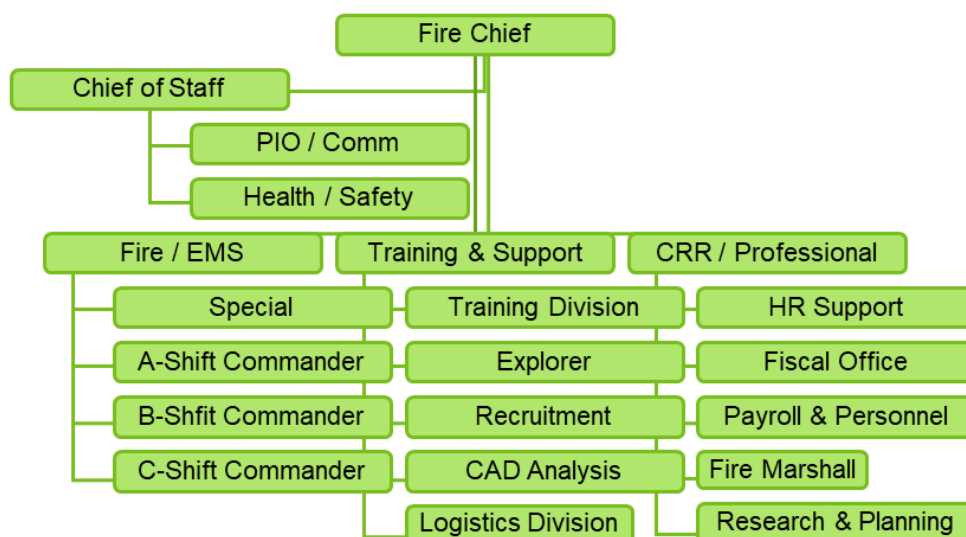 Fire Chief
Chief of Staff
PIO / Comm
Health / Safety
Fire / EMS
Training & Support
CRR / Professional
Special
Training Division
HR Support
A-Shift Commander
Explorer
Fiscal Office
B-Shfit Commander
Recruitment
Payroll & Personnel
C-Shift Commander
CAD Analysis
Fire Marshall
Logistics Division
Research & Planning